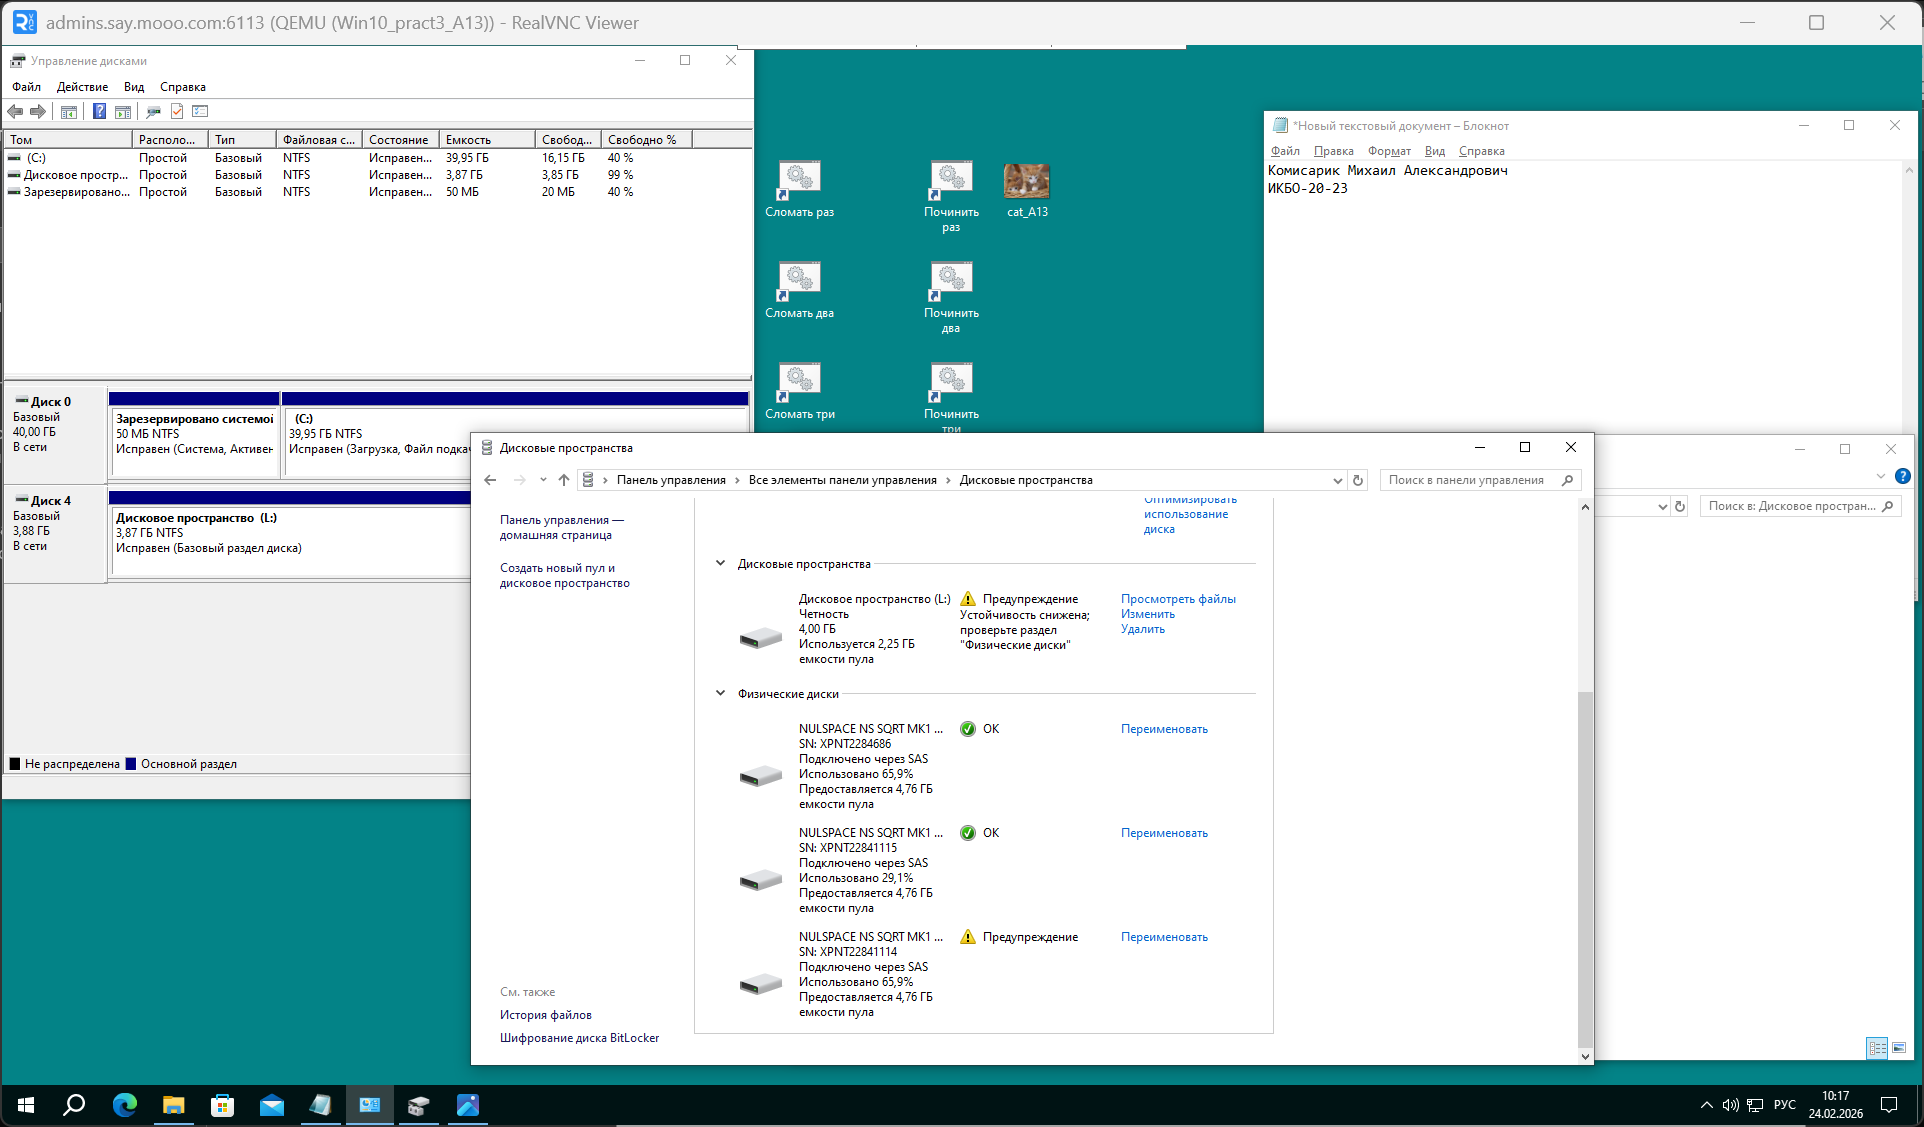 admins.say.mooo.com:6113 (QEMU (Win10_pract3_A13)) - RealVNC Viewer
Управление дисками
Файл Действие Вид Справка
Том Располо... Тип Файловая с... Состояние Емкость Свобод... Свободно %
(C:) Простой Базовый NTFS Исправен... 39,95 ГБ 16,15 ГБ 40 %
Дисковое простр... Простой Базовый NTFS Исправен... 3,87 ГБ 3,85 ГБ 99 %
Зарезервировано... Простой Базовый NTFS Исправен... 50 МБ 20 МБ 40 %
Диск 0
Базовый
40,00 ГБ
В сети
Зарезервировано системой
50 МБ NTFS
Исправен (Система, Активен
(C:)
39,95 ГБ NTFS
Исправен (Загрузка, Файл подкач
Диск 4
Базовый
3,88 ГБ
В сети
Дисковое пространство (L:)
3,87 ГБ NTFS
Исправен (Базовый раздел диска)
Не распределена Основной раздел
Сломать раз
Починить
раз
cat_A13
Сломать два
Починить
два
Сломать три
Починить
три
*Новый текстовый документ – Блокнот
Файл Правка Формат Вид Справка
Комисарик Михаил Александрович
ИКБО-20-23
Поиск в: Дисковое простран...
Дисковые пространства
Панель управления Все элементы панели управления Дисковые пространства
Поиск в панели управления
Панель управления —
домашняя страница
Создать новый пул и
дисковое пространство
См. также
История файлов
Шифрование диска BitLocker
Оптимизировать
использование
диска
Дисковые пространства
Дисковое пространство (L:)
Четность
4,00 ГБ
Используется 2,25 ГБ
емкости пула
Предупреждение
Устойчивость снижена;
проверьте раздел
"Физические диски"
Просмотреть файлы
Изменить
Удалить
Физические диски
NULSPACE NS SQRT MK1 ...
SN: XPNT2284686
Подключено через SAS
Использовано 65,9%
Предоставляется 4,76 ГБ
емкости пула
OK
Переименовать
NULSPACE NS SQRT MK1 ...
SN: XPNT22841115
Подключено через SAS
Использовано 29,1%
Предоставляется 4,76 ГБ
емкости пула
OK
Переименовать
NULSPACE NS SQRT MK1 ...
SN: XPNT22841114
Подключено через SAS
Использовано 65,9%
Предоставляется 4,76 ГБ
емкости пула
Предупреждение
Переименовать
РУС
10:17
24.02.2026